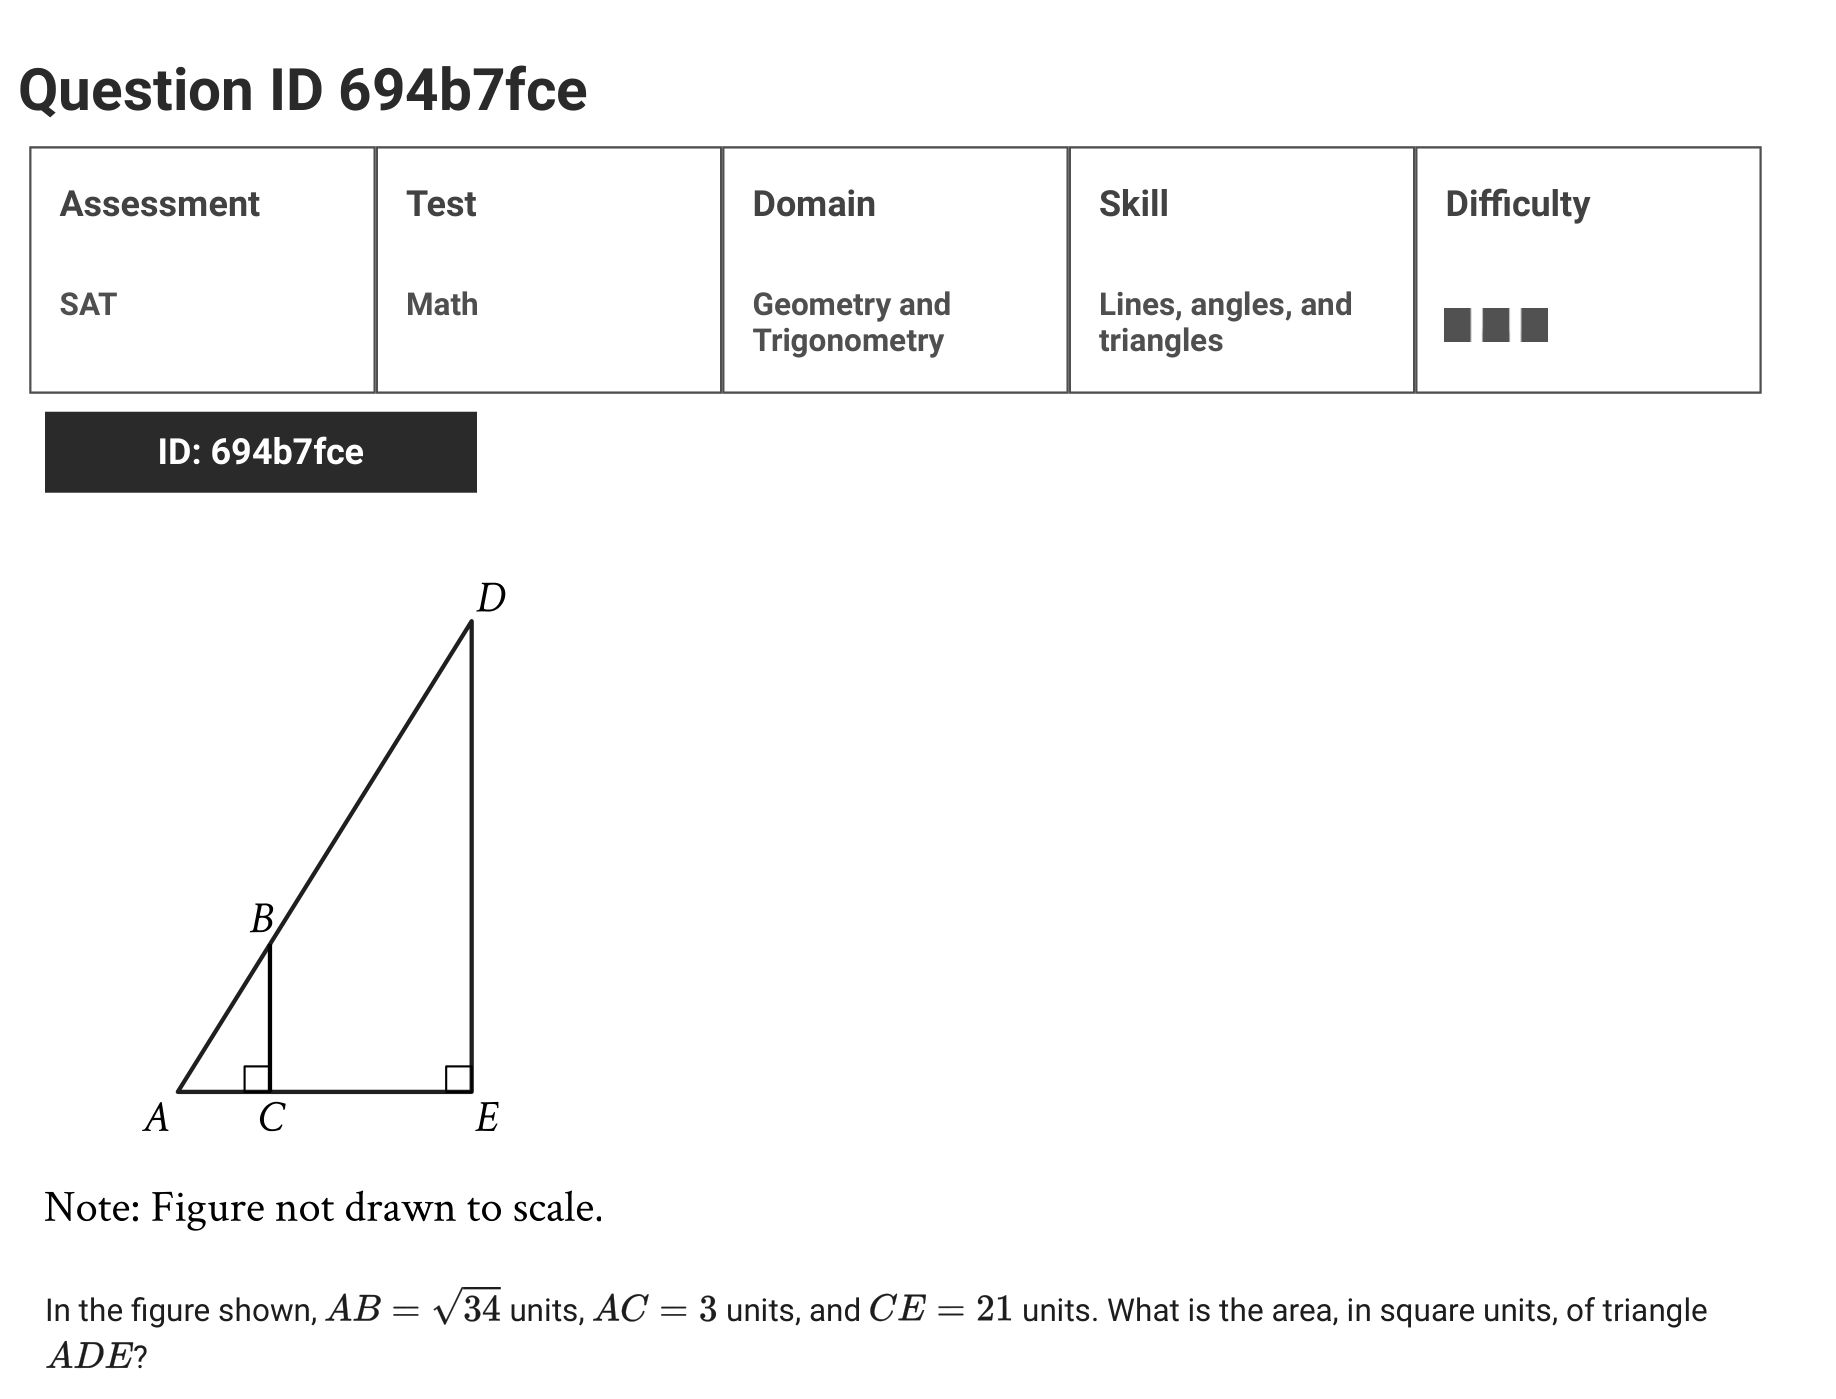 Question ID 694b7fce
Assessment Test Domain Skill Difficulty
SAT Math Geometry and Trigonometry Lines, angles, and triangles
ID: 694b7fce
D
B
A C E
Note: Figure not drawn to scale.
In the figure shown, AB = √34 units, AC = 3 units, and CE = 21 units. What is the area, in square units, of triangle
ADE?